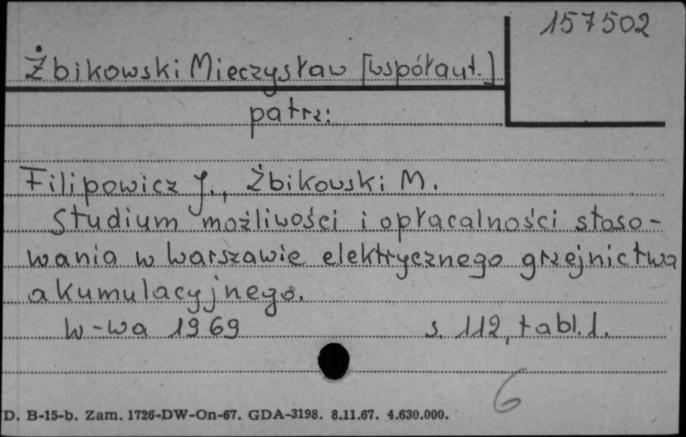 157502
Żbikowski Mieczysław [współaut.]
patrz:
Filipowicz J., Żbikowski M.
Studium możliwości i opłacalności stoso-
wania w Warszawie elektrycznego grzejnictwa
akumulacyjnego.
W-wa 1969 s. 112, tabl. 1.
6
D. B-15-b. Zam. 1726-DW-On-67. GDA-3198. 8.11.67. 4.630.000.